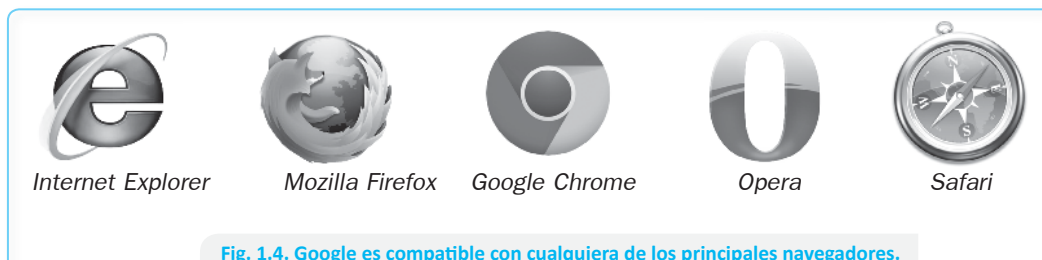 Internet Explorer Mozilla Firefox Google Chrome Opera Safari
Fig. 1.4. Google es compatible con cualquiera de los principales navegadores.